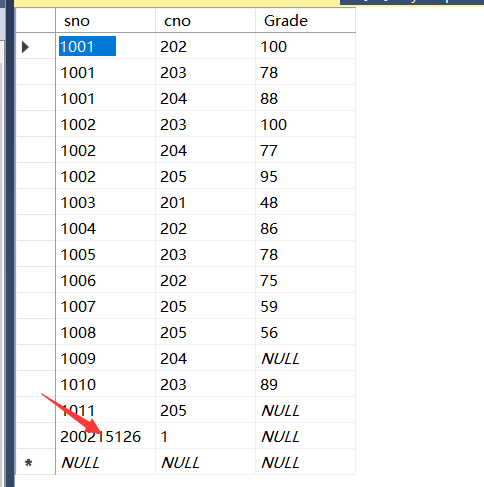 sno cno Grade
1001 202 100
1001 203 78
1001 204 88
1002 203 100
1002 204 77
1002 205 95
1003 201 48
1004 202 86
1005 203 78
1006 202 75
1007 205 59
1008 205 56
1009 204 NULL
1010 203 89
1011 205 NULL
200215126 1 NULL
* NULL NULL NULL